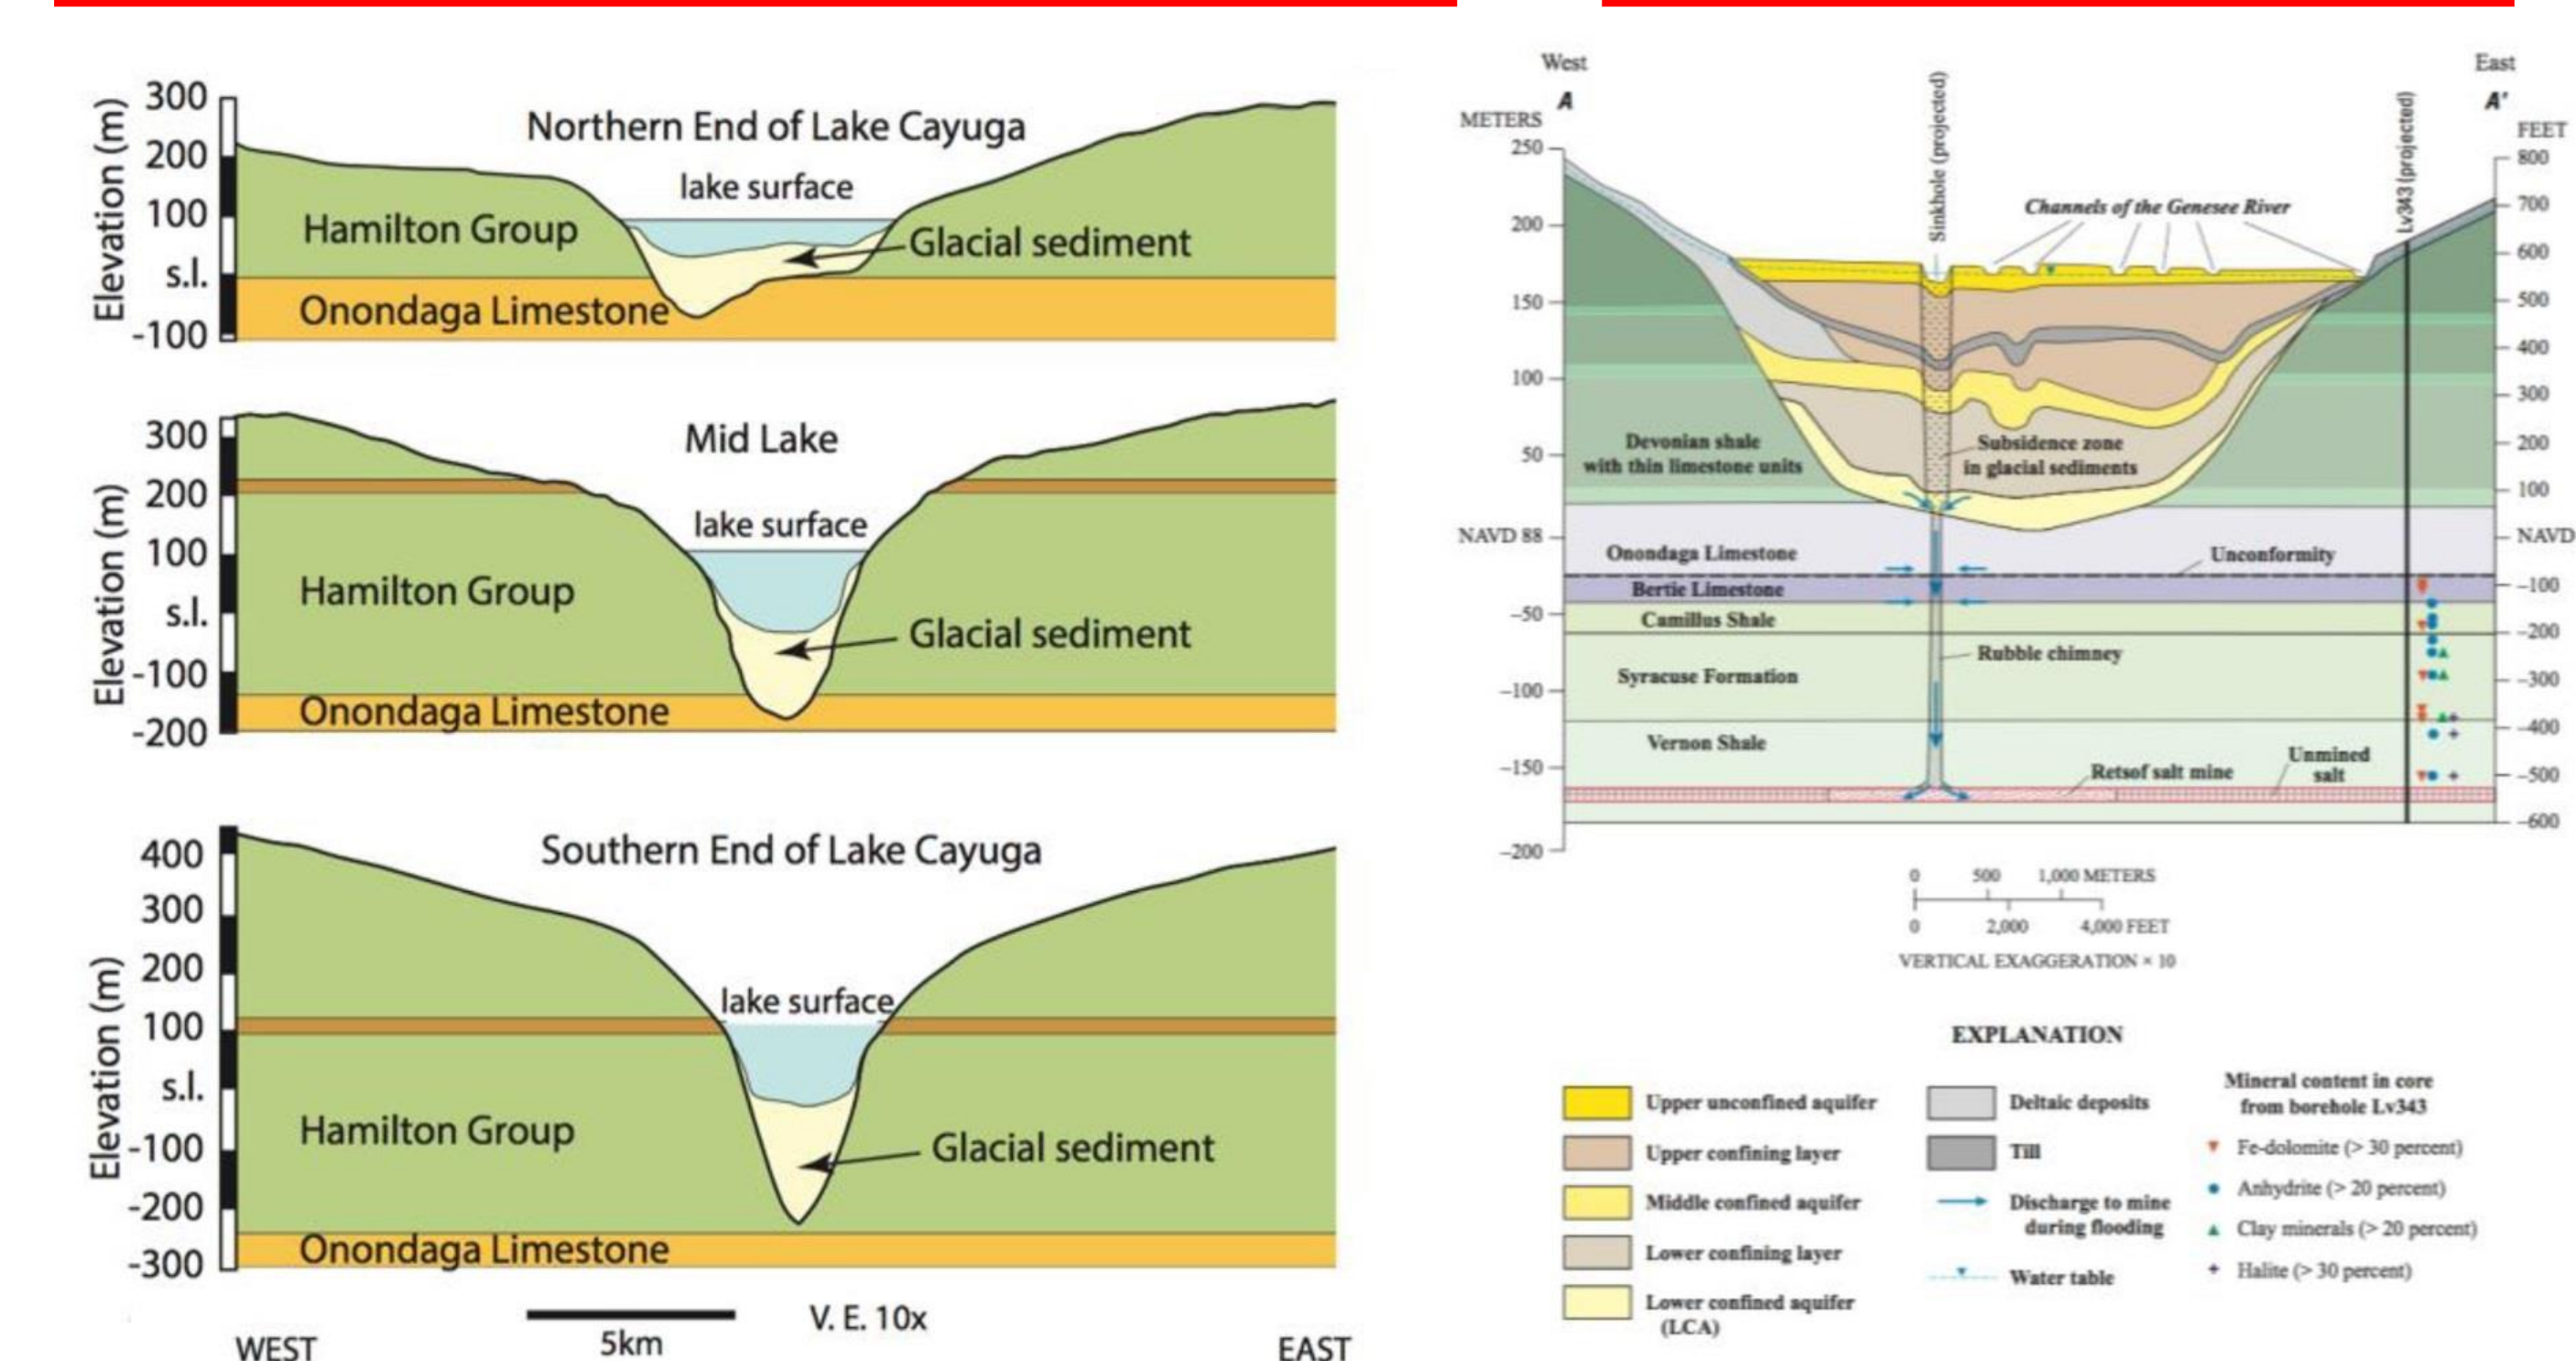 Northern End of Lake Cayuga
lake surface
Hamilton Group
Glacial sediment
Onondaga Limestone
Elevation (m)
300
200
100
s.l.
-100
Mid Lake
lake surface
Hamilton Group
Glacial sediment
Onondaga Limestone
Elevation (m)
300
200
100
s.l.
-100
-200
Southern End of Lake Cayuga
lake surface
Hamilton Group
Glacial sediment
Onondaga Limestone
Elevation (m)
400
300
200
100
s.l.
-100
-200
-300
5km
V. E. 10x
WEST
EAST
West
A
East
A'
METERS
250
200
150
100
50
NAVD 88
-50
-100
-150
-200
FEET
800
700
600
500
400
300
200
100
NAVD
-100
-200
-300
-400
-500
-600
Sinkhole (projected)
Lv343 (projected)
Channels of the Genesee River
Devonian shale
with thin limestone units
Subsidence zone
in glacial sediments
Onondaga Limestone
Unconformity
Bertie Limestone
Camillus Shale
Rubble chimney
Syracuse Formation
Vernon Shale
Retsof salt mine
Unmined
salt
0 500 1,000 METERS
0 2,000 4,000 FEET
VERTICAL EXAGGERATION × 10
EXPLANATION
Upper unconfined aquifer
Upper confining layer
Middle confined aquifer
Lower confining layer
Lower confined aquifer
(LCA)
Deltaic deposits
Till
Discharge to mine
during flooding
Water table
Mineral content in core
from borehole Lv343
Fe-dolomite (> 30 percent)
Anhydrite (> 20 percent)
Clay minerals (> 20 percent)
Halite (> 30 percent)